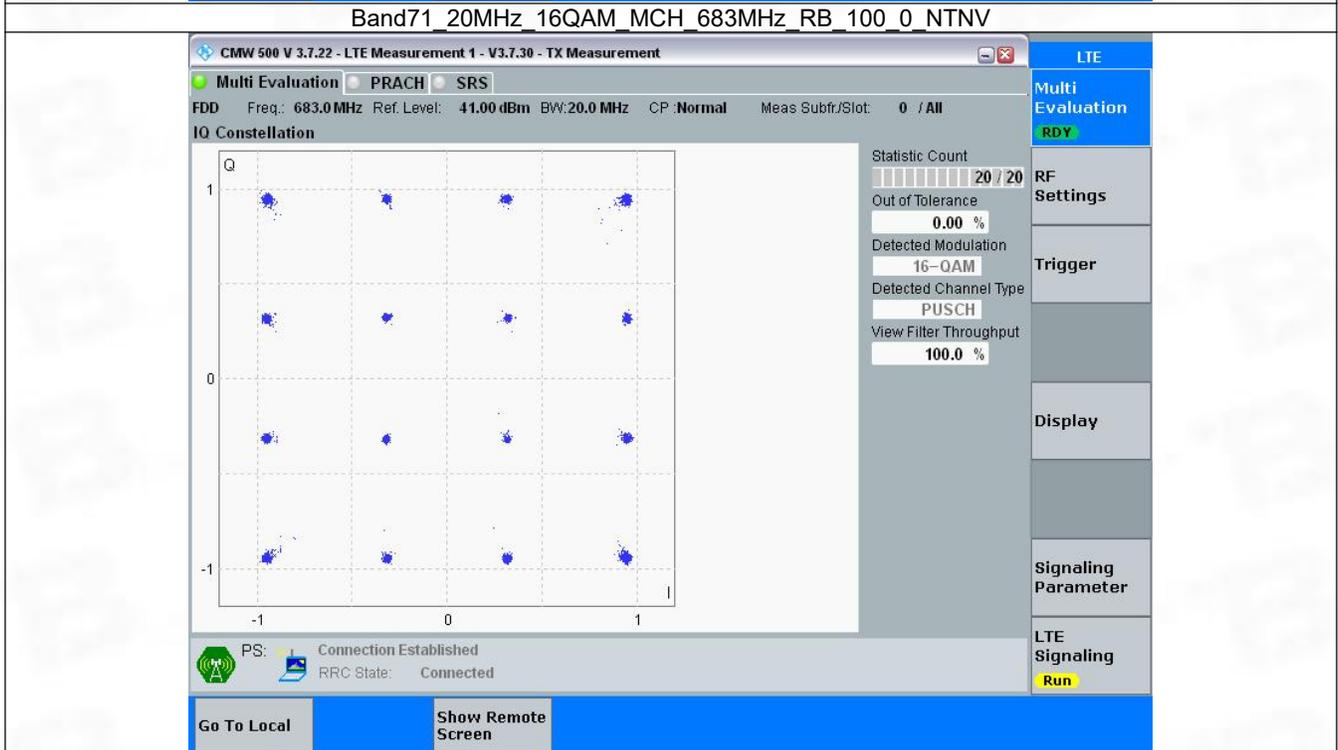 Band71_20MHz_16QAM_MCH_683MHz_RB_100_0_NTNV
CMW 500 V 3.7.22 - LTE Measurement 1 - V3.7.30 - TX Measurement
LTE
Multi Evaluation PRACH SRS
FDD Freq.: 683.0 MHz Ref. Level: 41.00 dBm BW: 20.0 MHz CP :Normal Meas Subfr./Slot: 0 / All
IQ Constellation
Q
1
0
-1
-1 0 1
I
Statistic Count
20 / 20
Out of Tolerance
0.00 %
Detected Modulation
16-QAM
Detected Channel Type
PUSCH
View Filter Throughput
100.0 %
Multi
Evaluation
RDY
RF
Settings
Trigger
Display
Signaling
Parameter
LTE
Signaling
Run
PS: Connection Established
RRC State: Connected
Go To Local
Show Remote
Screen